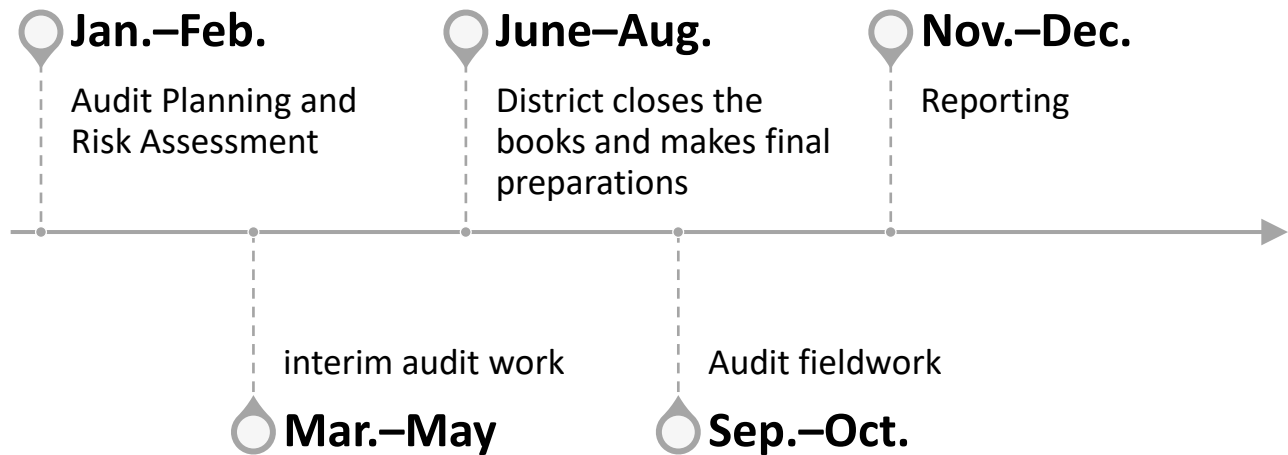 Jan.–Feb.
Audit Planning and
Risk Assessment
June–Aug.
District closes the
books and makes final
preparations
Nov.–Dec.
Reporting
interim audit work
Mar.–May
Audit fieldwork
Sep.–Oct.